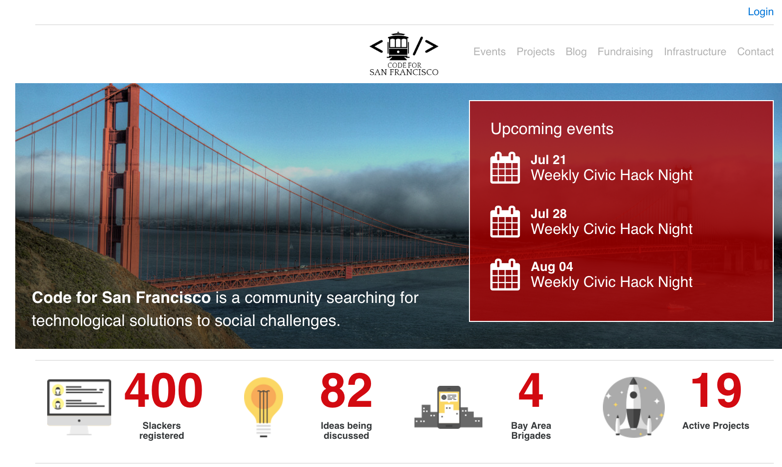 Login
CODE FOR
SAN FRANCISCO
Events Projects Blog Fundraising Infrastructure Contact
Upcoming events
Jul 21
Weekly Civic Hack Night
Jul 28
Weekly Civic Hack Night
Aug 04
Weekly Civic Hack Night
Code for San Francisco is a community searching for
technological solutions to social challenges.
400
Slackers
registered
82
Ideas being
discussed
4
Bay Area
Brigades
19
Active Projects